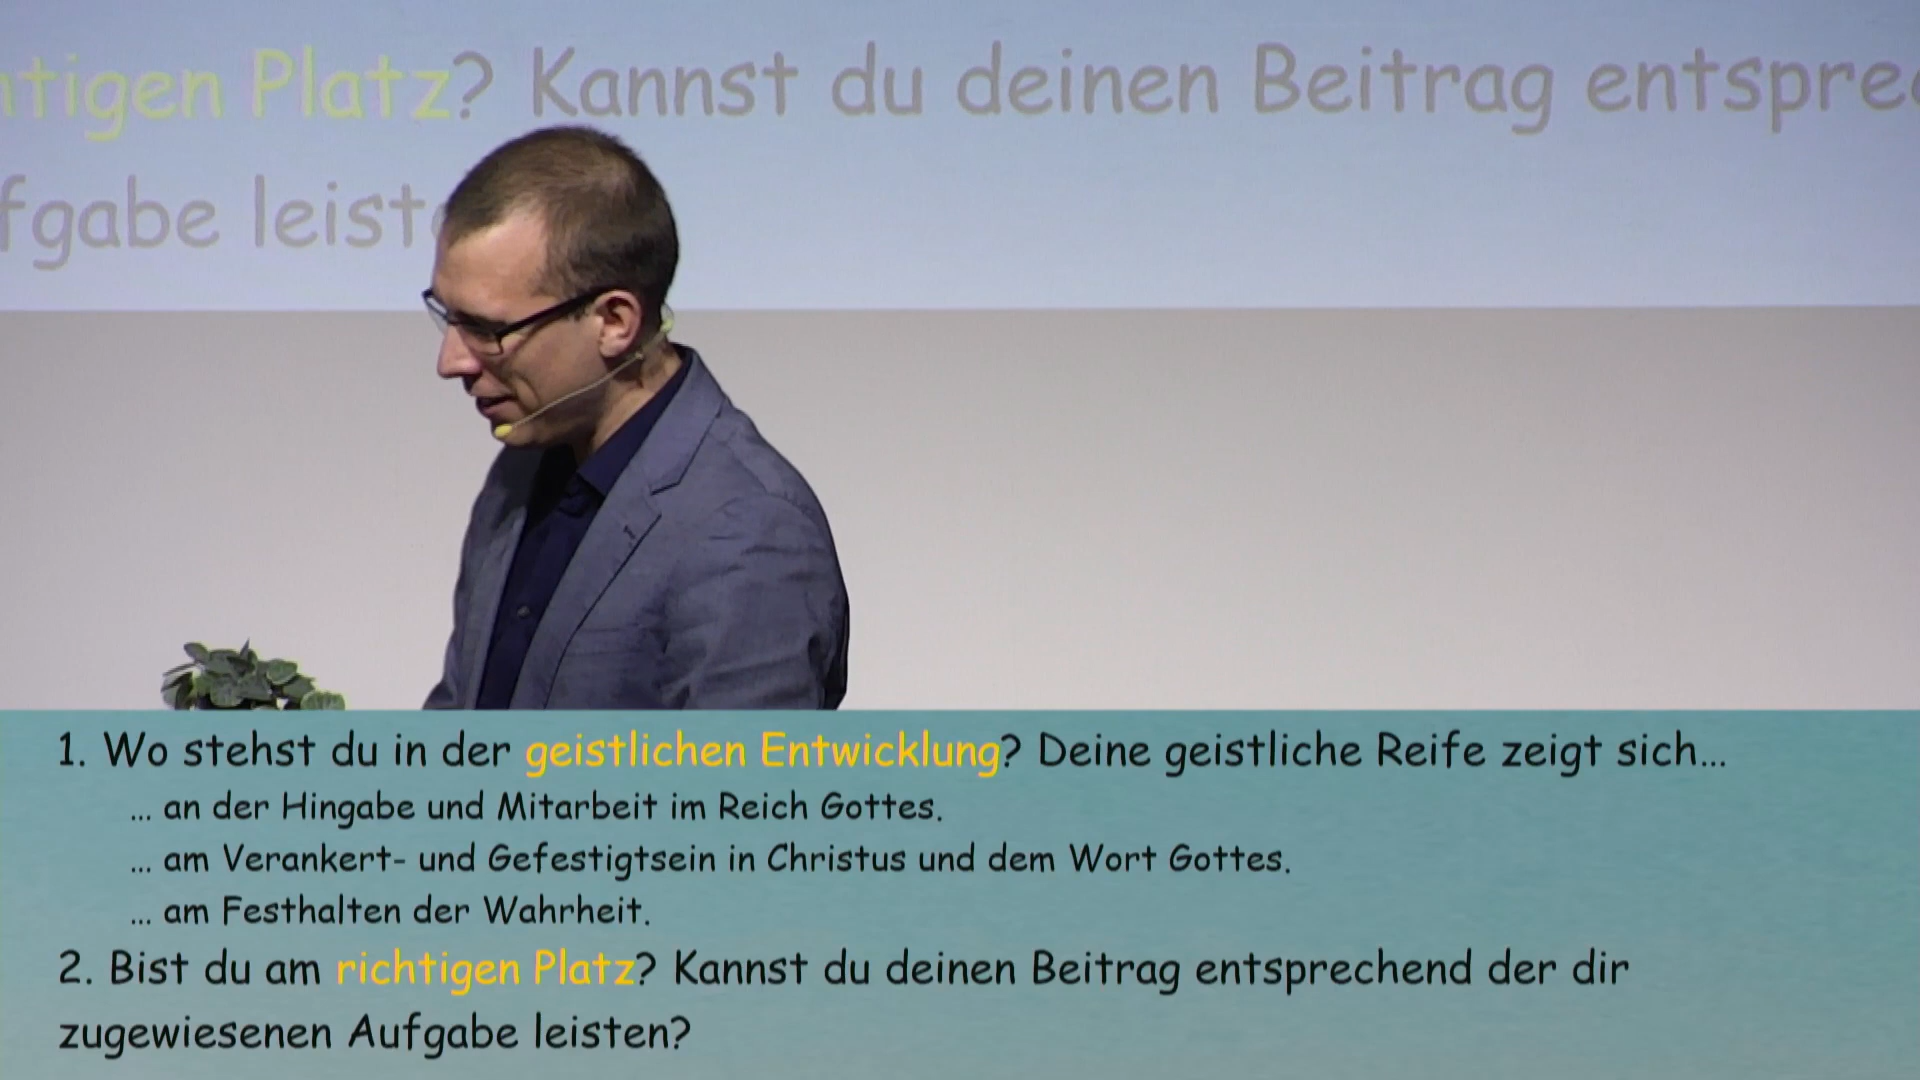 tigen Platz? Kannst du deinen Beitrag entspre
fgabe leist
1. Wo stehst du in der geistlichen Entwicklung? Deine geistliche Reife zeigt sich...
... an der Hingabe und Mitarbeit im Reich Gottes.
... am Verankert- und Gefestigtsein in Christus und dem Wort Gottes.
... am Festhalten der Wahrheit.
2. Bist du am richtigen Platz? Kannst du deinen Beitrag entsprechend der dir
zugewiesenen Aufgabe leisten?